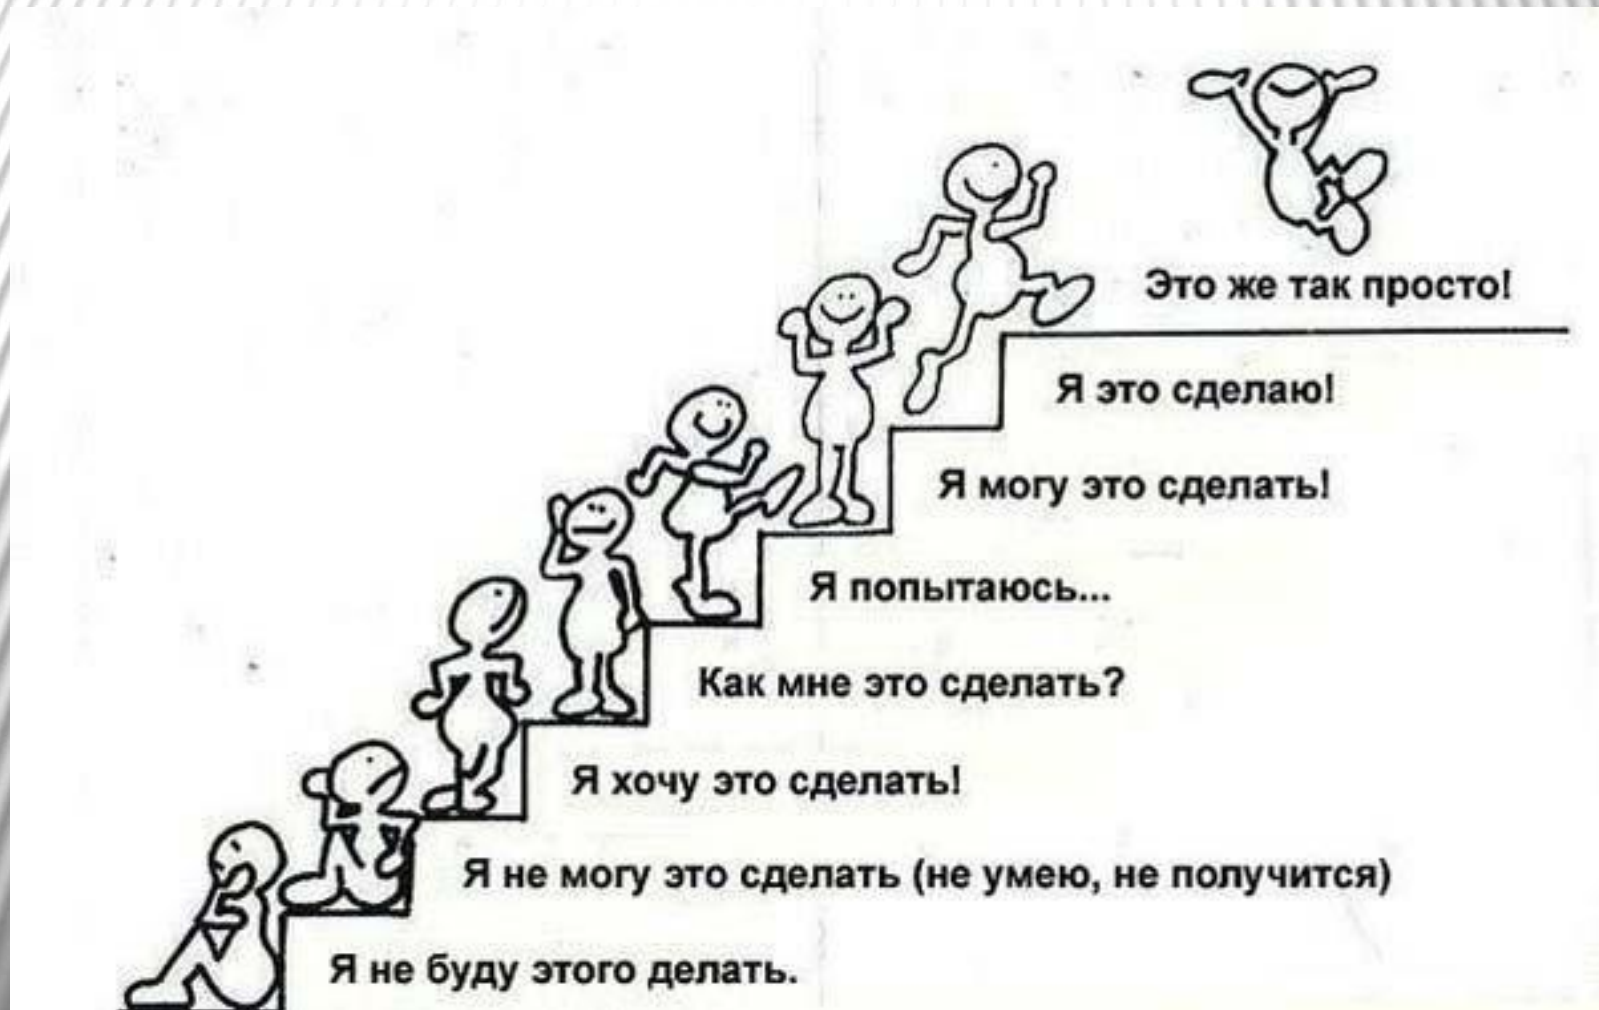 Это же так просто!
Я это сделаю!
Я могу это сделать!
Я попытаюсь...
Как мне это сделать?
Я хочу это сделать!
Я не могу это сделать (не умею, не получится)
Я не буду этого делать.